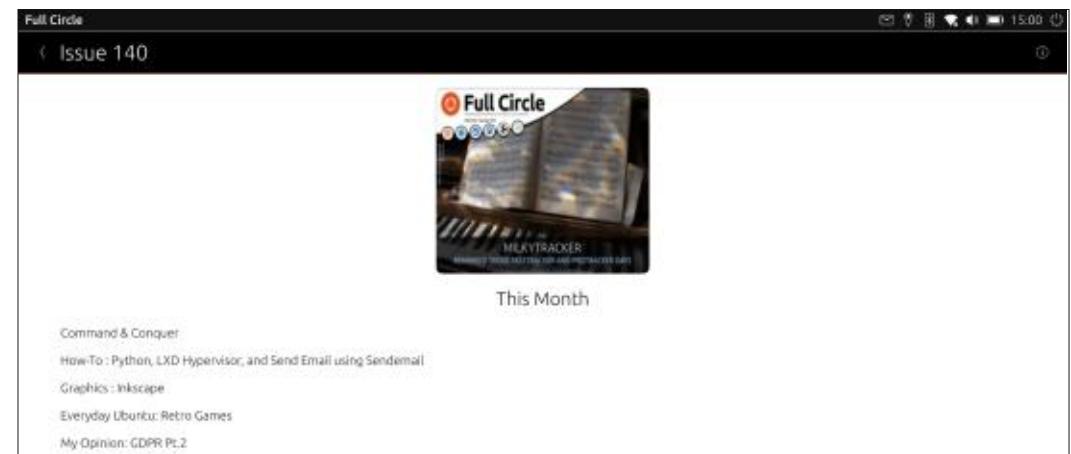 Full Circle
15:00
Issue 140
Full Circle
MILKYTRACKER
This Month
Command & Conquer
How-To : Python, LXD Hypervisor, and Send Email using Sendemail
Graphics : Inkscape
Everyday Ubuntu: Retro Games
My Opinion: GDPR Pt.2